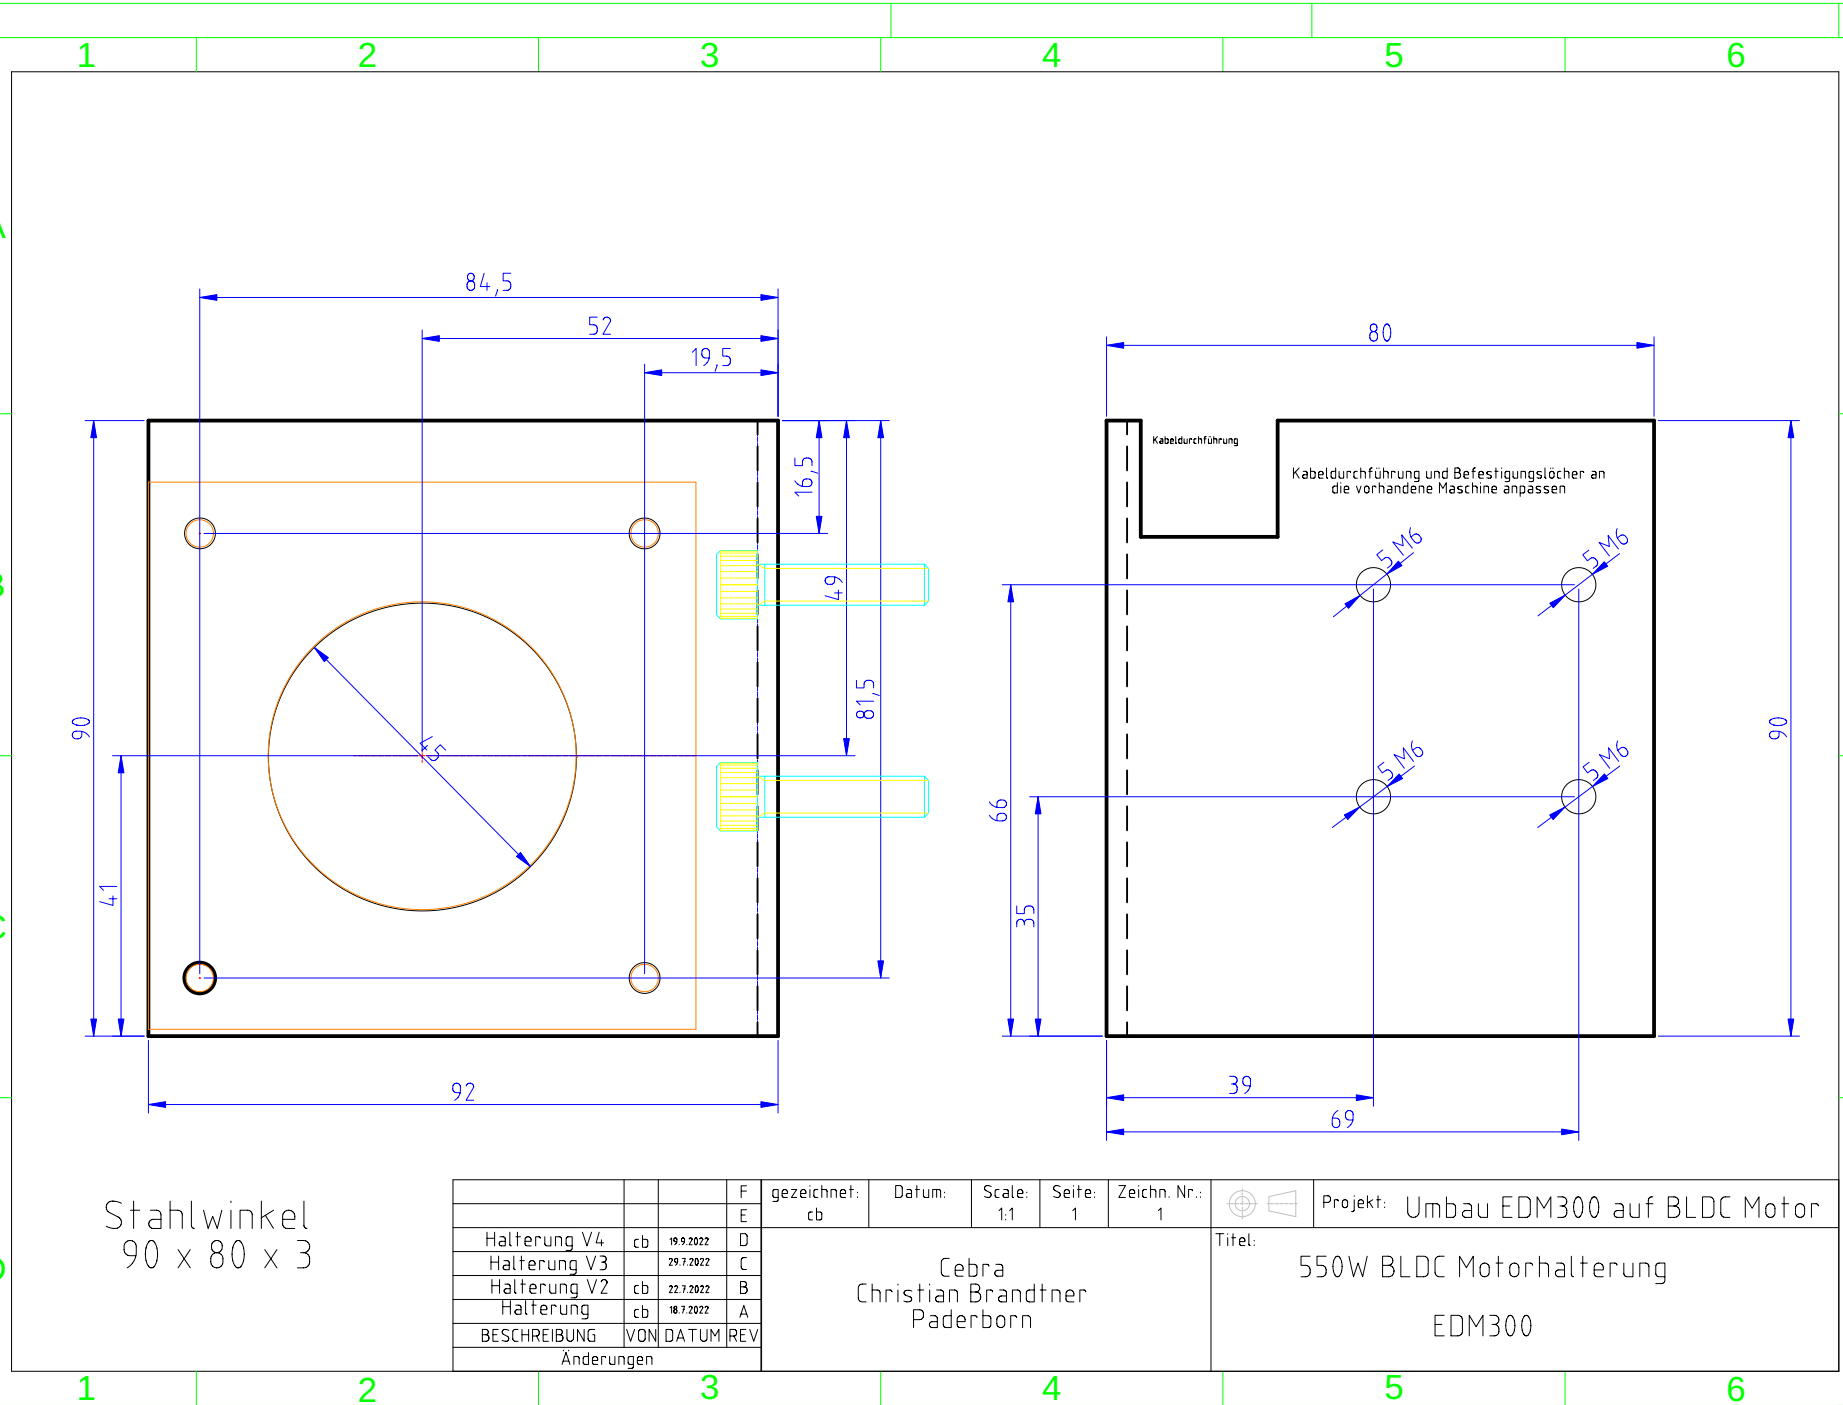 1 2 3 4 5 6
84,5
52
19,5
80
16,5
49
81,5
90
41
45
92
Kabeldurchführung
Kabeldurchführung und Befestigungslöcher an
die vorhandene Maschine anpassen
5 M6
5 M6
5 M6
5 M6
66
35
90
39
69
A
B
C
D
Stahlwinkel
90 x 80 x 3
F
E
Halterung V4 cb 19.9.2022 D
Halterung V3 29.7.2022 C
Halterung V2 cb 22.7.2022 B
Halterung cb 18.7.2022 A
BESCHREIBUNG VON DATUM REV
Änderungen
gezeichnet: Datum: Scale: Seite: Zeichn. Nr.:
cb 1:1 1 1
Projekt: Umbau EDM300 auf BLDC Motor
Cebra
Christian Brandtner
Paderborn
Titel:
550W BLDC Motorhalterung
EDM300
1 2 3 4 5 6